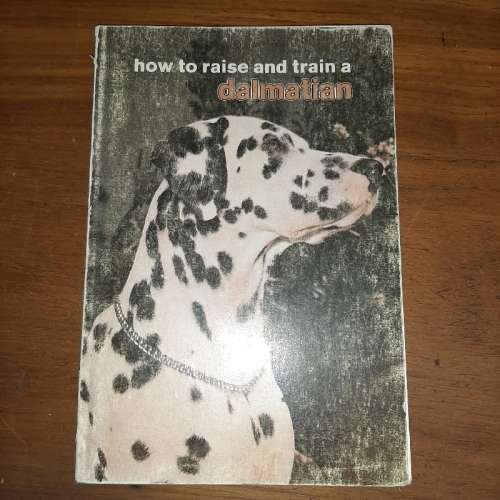 how to raise and train a
dalmatian